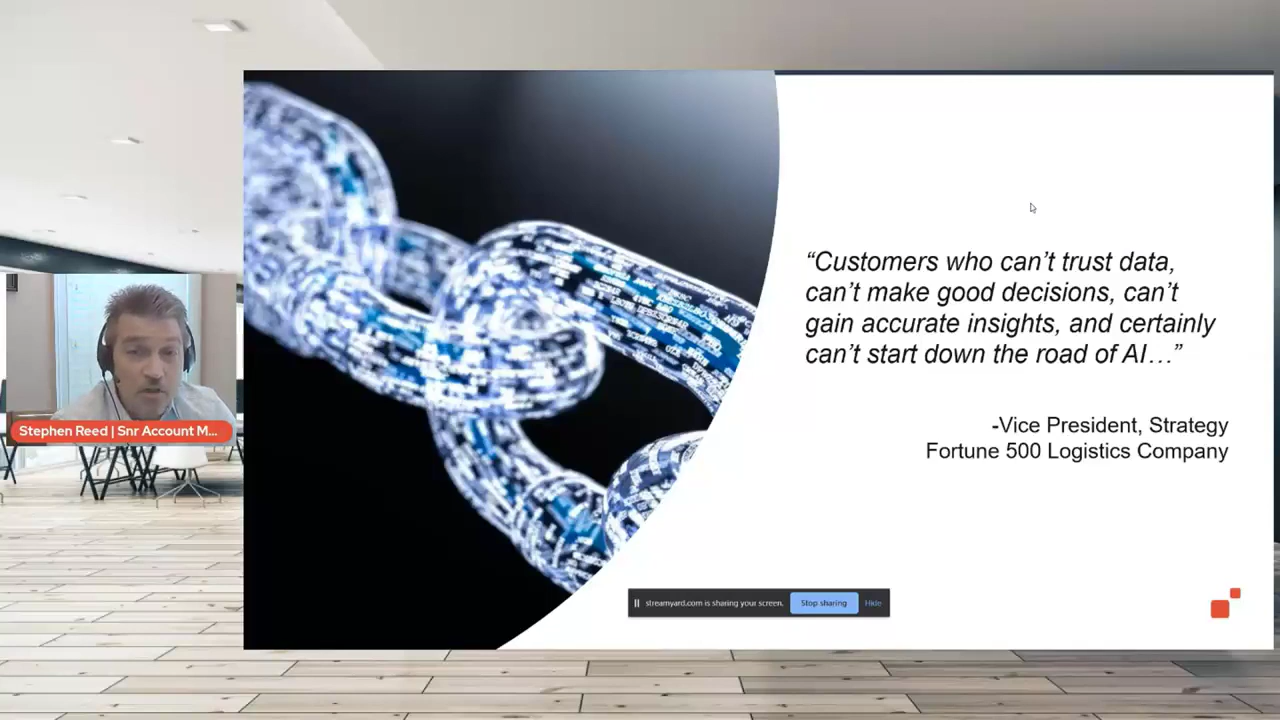 “Customers who can’t trust data,
can’t make good decisions, can’t
gain accurate insights, and certainly
can’t start down the road of AI…”
-Vice President, Strategy
Fortune 500 Logistics Company
Stephen Reed | Snr Account M...
streamyard.com is sharing your screen.
Stop sharing
Hide